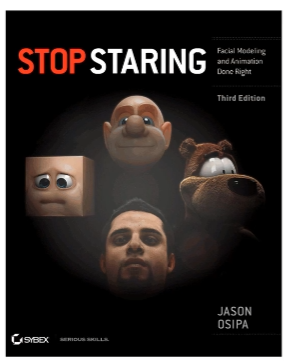 STOP STARING
Facial Modeling
and Animation
Done Right
Third Edition
JASON
OSIPA
SYBEX
SERIOUS SKILLS.